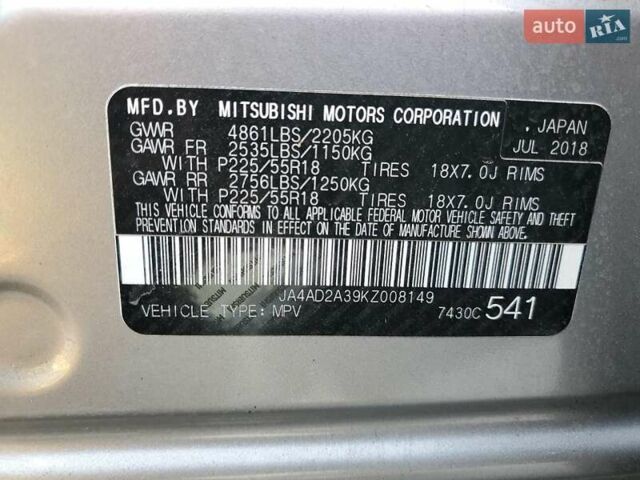 auto RIA.com
MFD.BY MITSUBISHI MOTORS CORPORATION
GVWR 4861LBS/2205KG , JAPAN
GAWR FR 2535LBS/1150KG JUL 2018
WITH P225/55R18 TIRES 18X7.0J RIMS
GAWR RR 2756LBS/1250KG
WITH P225/55R18 TIRES 18X7.0J RIMS
THIS VEHICLE CONFORMS TO ALL APPLICABLE FEDERAL MOTOR VEHICLE SAFETY AND THEFT
PREVENTION STANDARDS IN EFFECT ON THE DATE OF MANUFACTURE SHOWN ABOVE.
JA4AD2A39KZ008149
VEHICLE TYPE: MPV 7430C 541